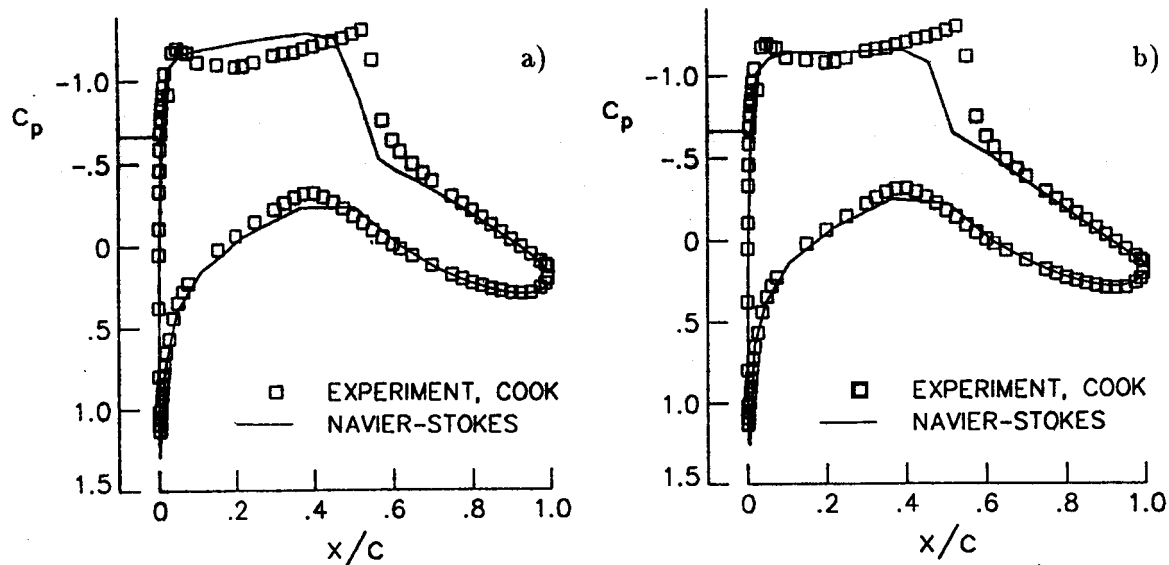 a)
-1.0
Cp
-.5
0
.5
1.0
1.5
EXPERIMENT, COOK
NAVIER-STOKES
0 .2 .4 .6 .8 1.0
x/c
b)
-1.0
Cp
-.5
0
.5
1.0
1.5
EXPERIMENT, COOK
NAVIER-STOKES
0 .2 .4 .6 .8 1.0
x/c